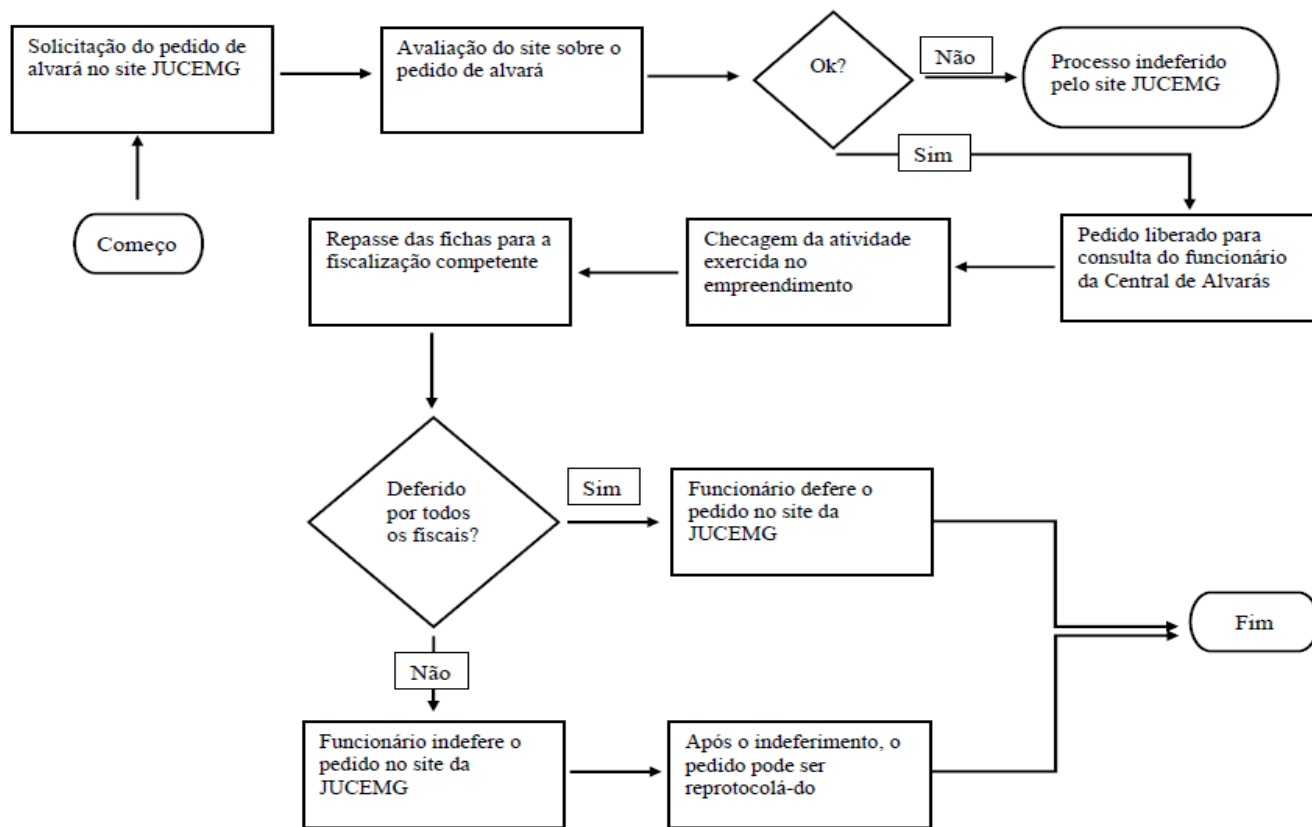 Solicitação do pedido de
alvará no site JUCEMG
Avaliação do site sobre o
pedido de alvará
Ok?
Não
Processo indeferido
pelo site JUCEMG
Sim
Começo
Repasse das fichas para a
fiscalização competente
Checagem da atividade
exercida no
empreendimento
Pedido liberado para
consulta do funcionário
da Central de Alvarás
Deferido
por todos
os fiscais?
Sim
Funcionário defere o
pedido no site da
JUCEMG
Fim
Não
Funcionário indefere o
pedido no site da
JUCEMG
Após o indeferimento, o
pedido pode ser
reprotocolá-do